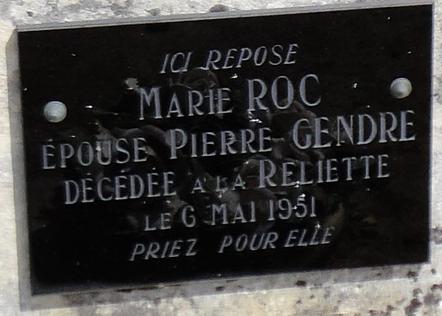 ICI REPOSE
MARIE ROC
ÉPOUSE PIERRE GENDRE
DÉCÉDÉE A LA RELIETTE
LE 6 MAI 1951
PRIEZ POUR ELLE